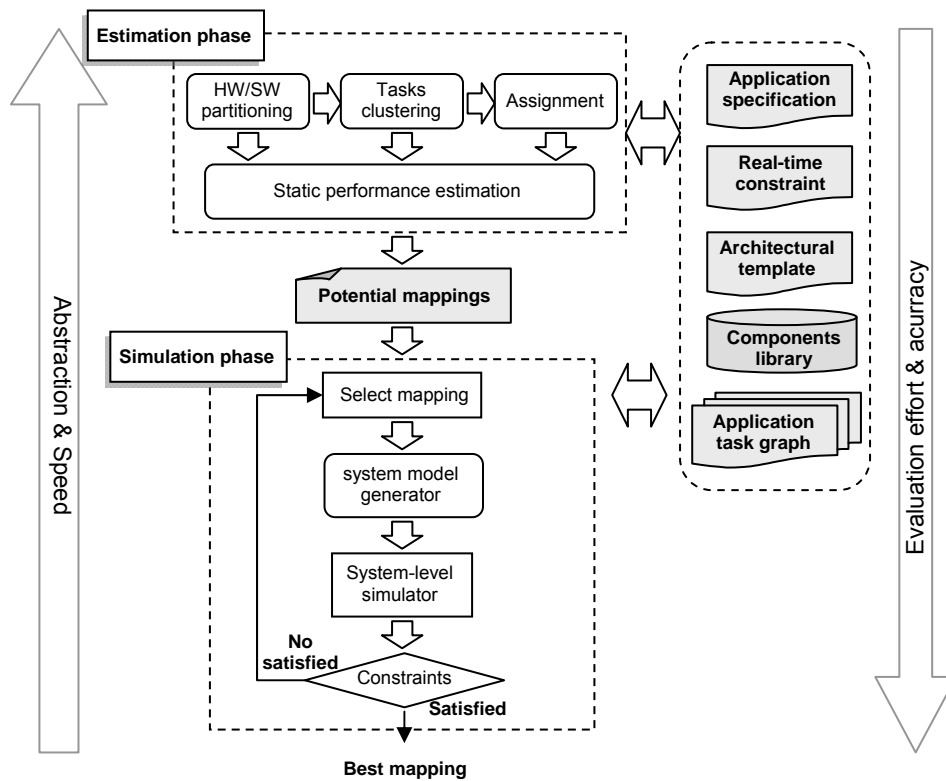 Estimation phase
HW/SW
partitioning
Tasks
clustering
Assignment
Static performance estimation
Potential mappings
Simulation phase
Select mapping
system model
generator
System-level
simulator
No
satisfied
Constraints
Satisfied
Best mapping
Application
specification
Real-time
constraint
Architectural
template
Components
library
Application
task graph
Abstraction & Speed
Evaluation effort & acurracy